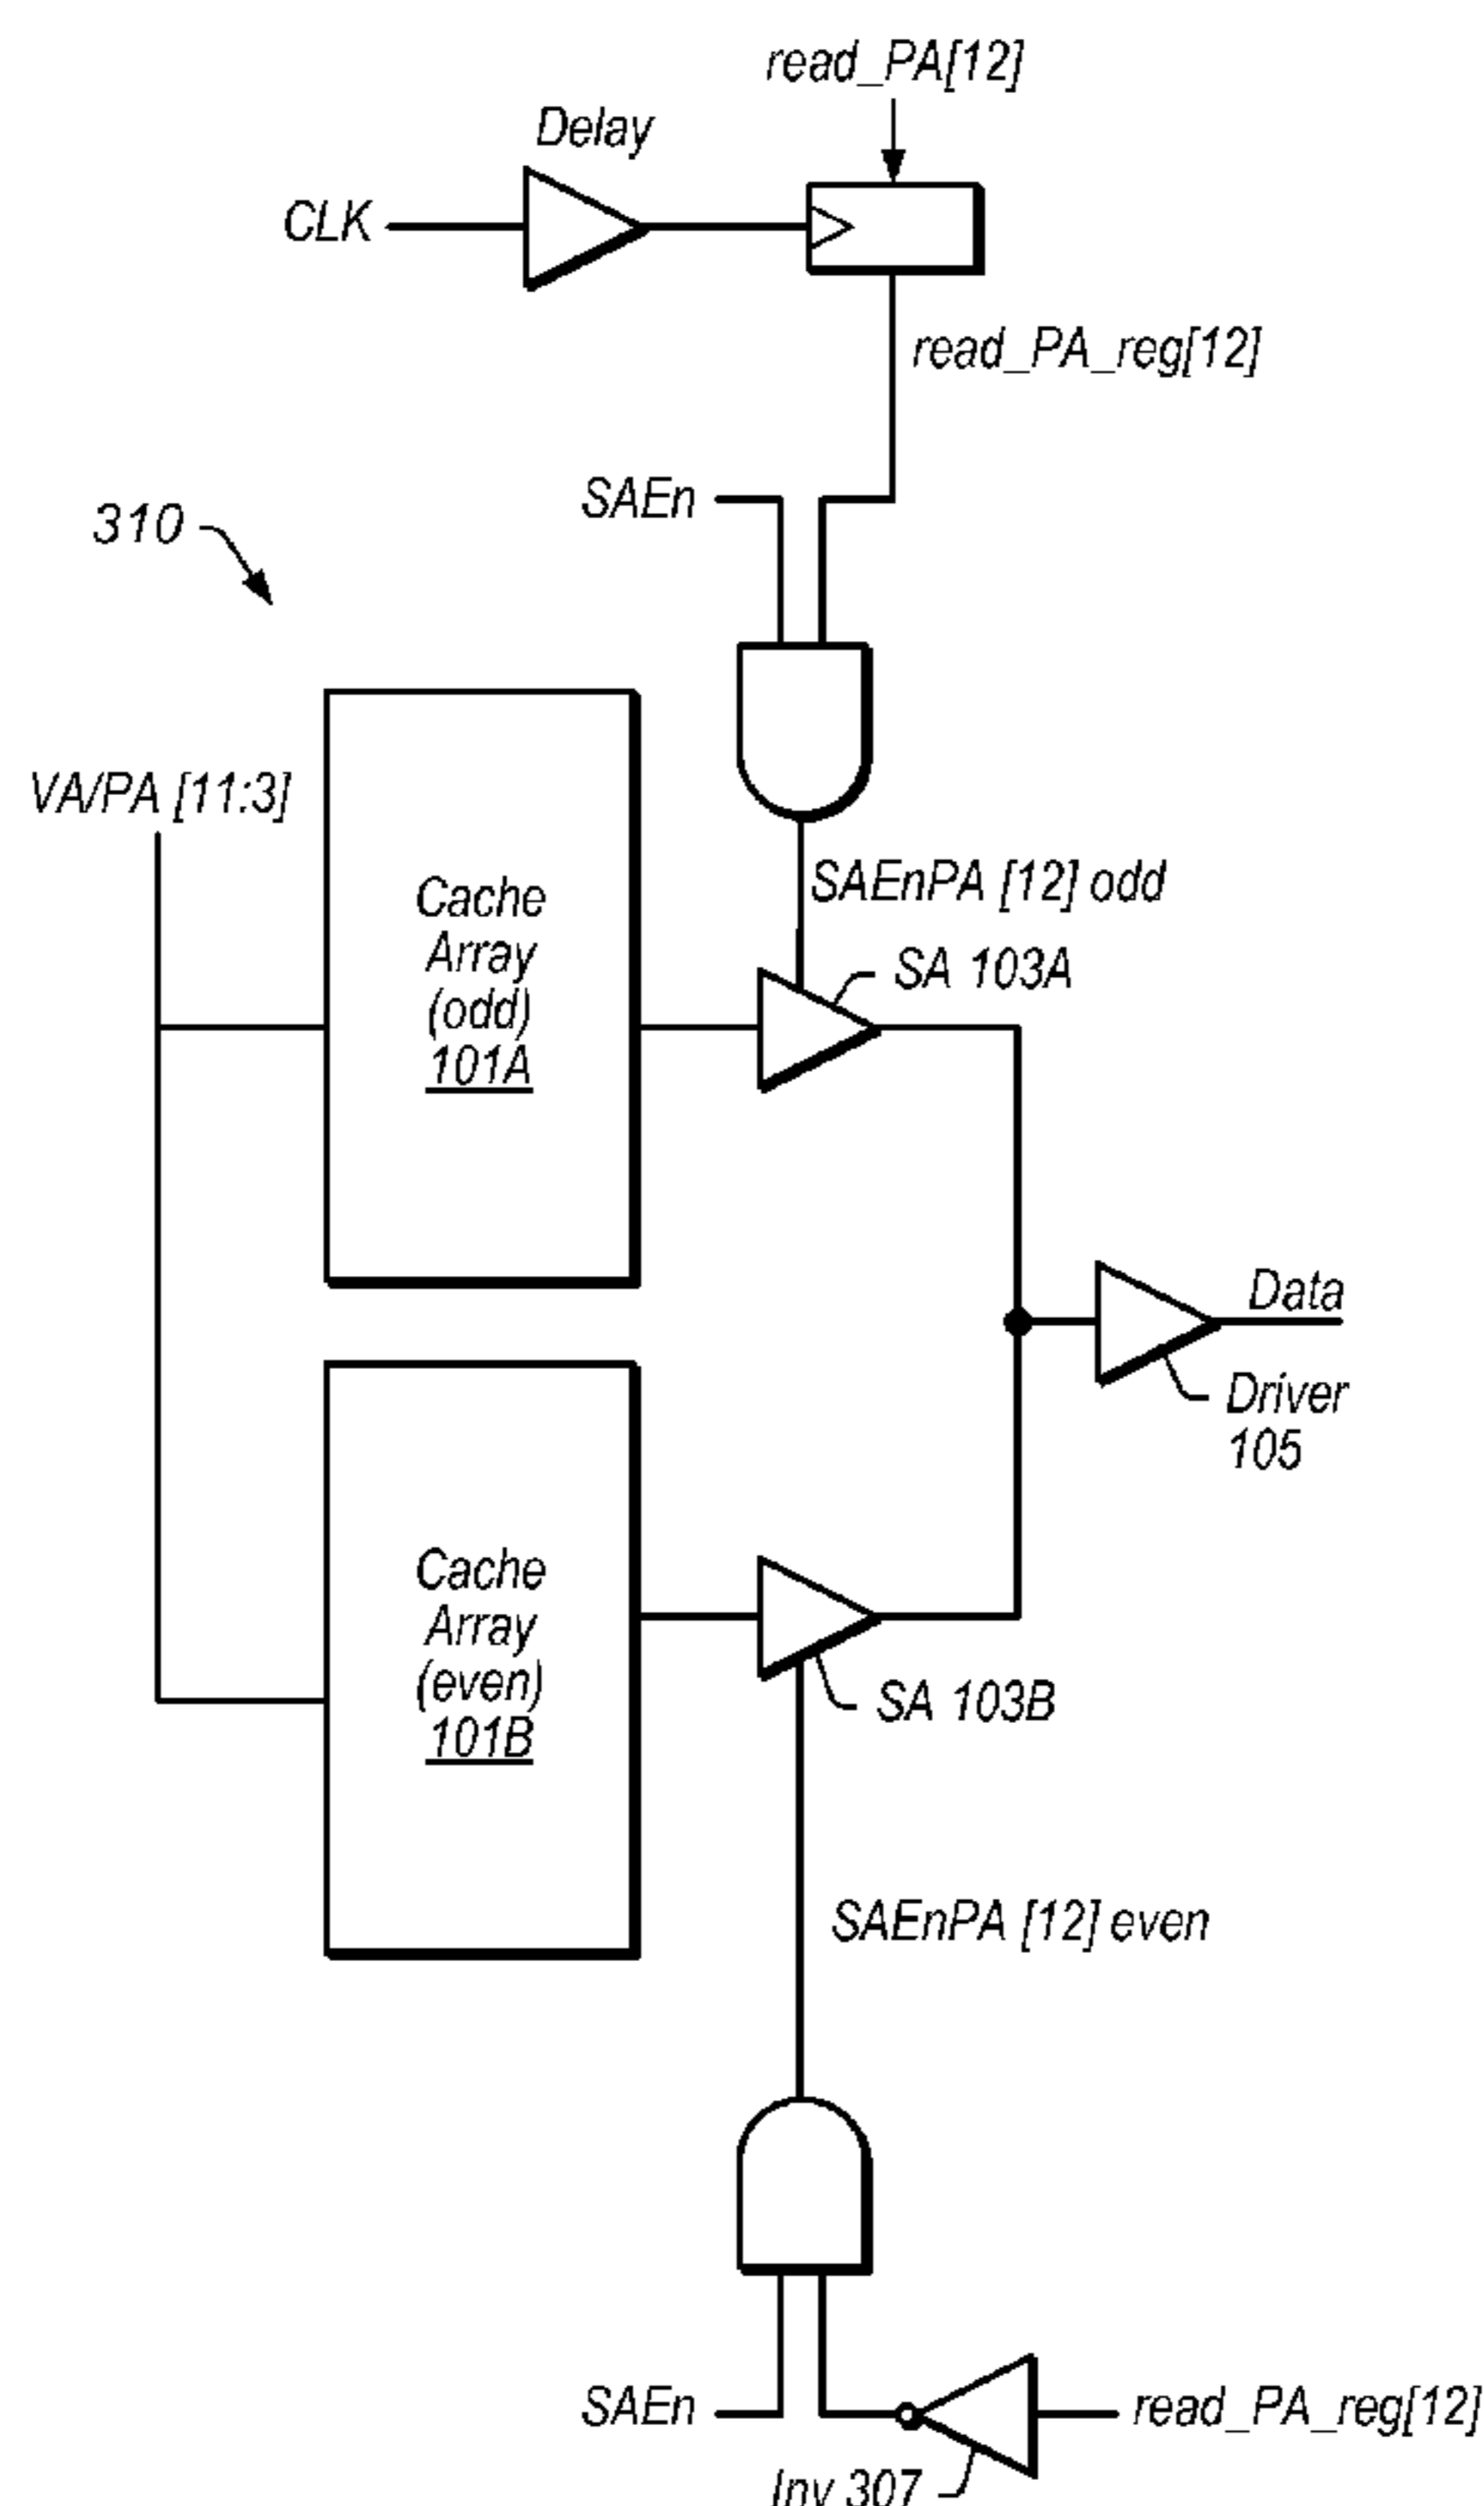 read_PA[12]
Delay
CLK
read_PA_reg[12]
SAEn
310
VA/PA [11:3]
Cache
Array
(odd)
101A
SAEnPA [12] odd
SA 103A
Data
Driver
105
Cache
Array
(even)
101B
SA 103B
SAEnPA [12] even
SAEn
read_PA_reg[12]
Inv 307